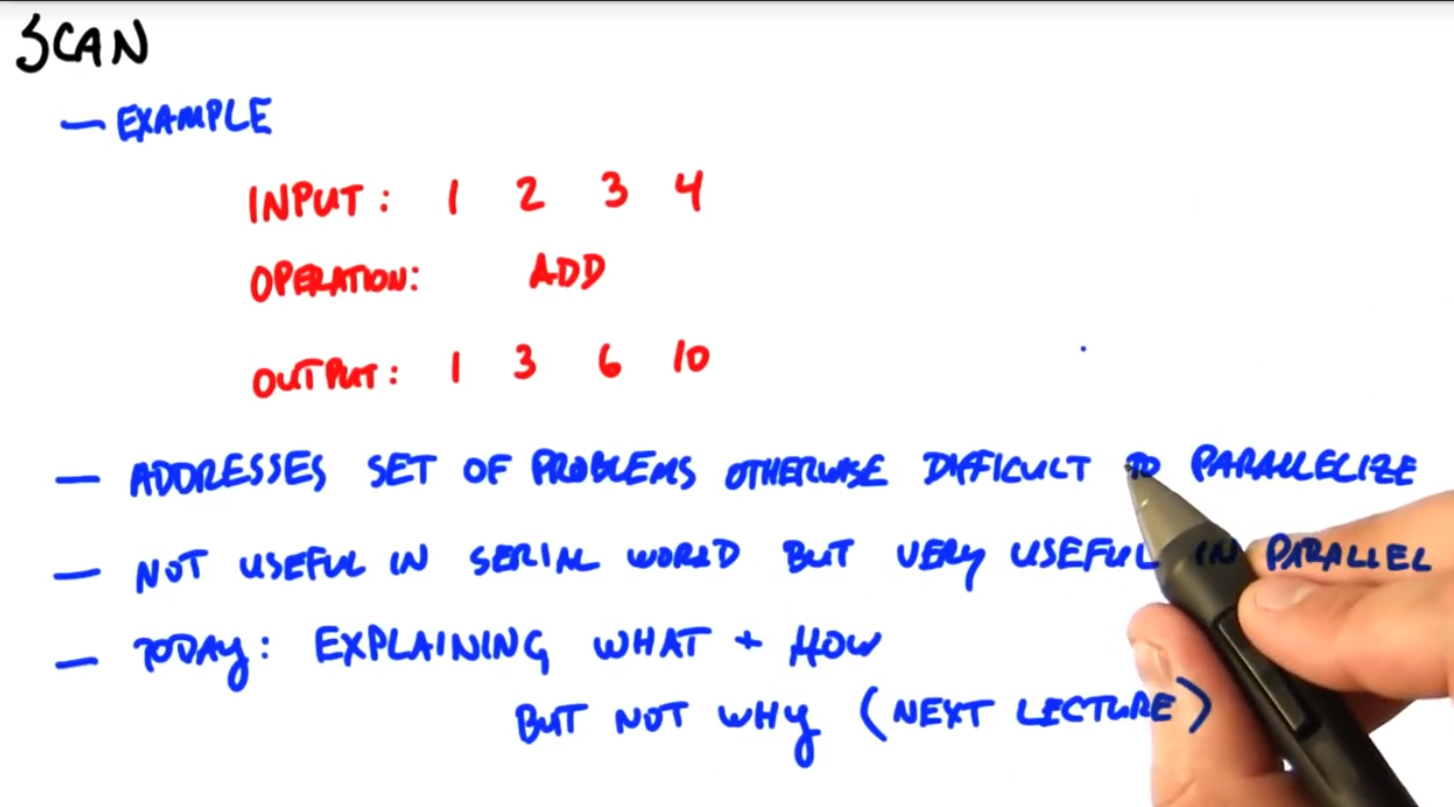 SCAN
— EXAMPLE
INPUT: 1 2 3 4
OPERATION: ADD
OUTPUT: 1 3 6 10
— ADDRESSES SET OF PROBLEMS OTHERWISE DIFFICULT TO PARALLELIZE
— NOT USEFUL IN SERIAL WORLD BUT VERY USEFUL IN PARALLEL
— TODAY: EXPLAINING WHAT + HOW
BUT NOT WHY (NEXT LECTURE)